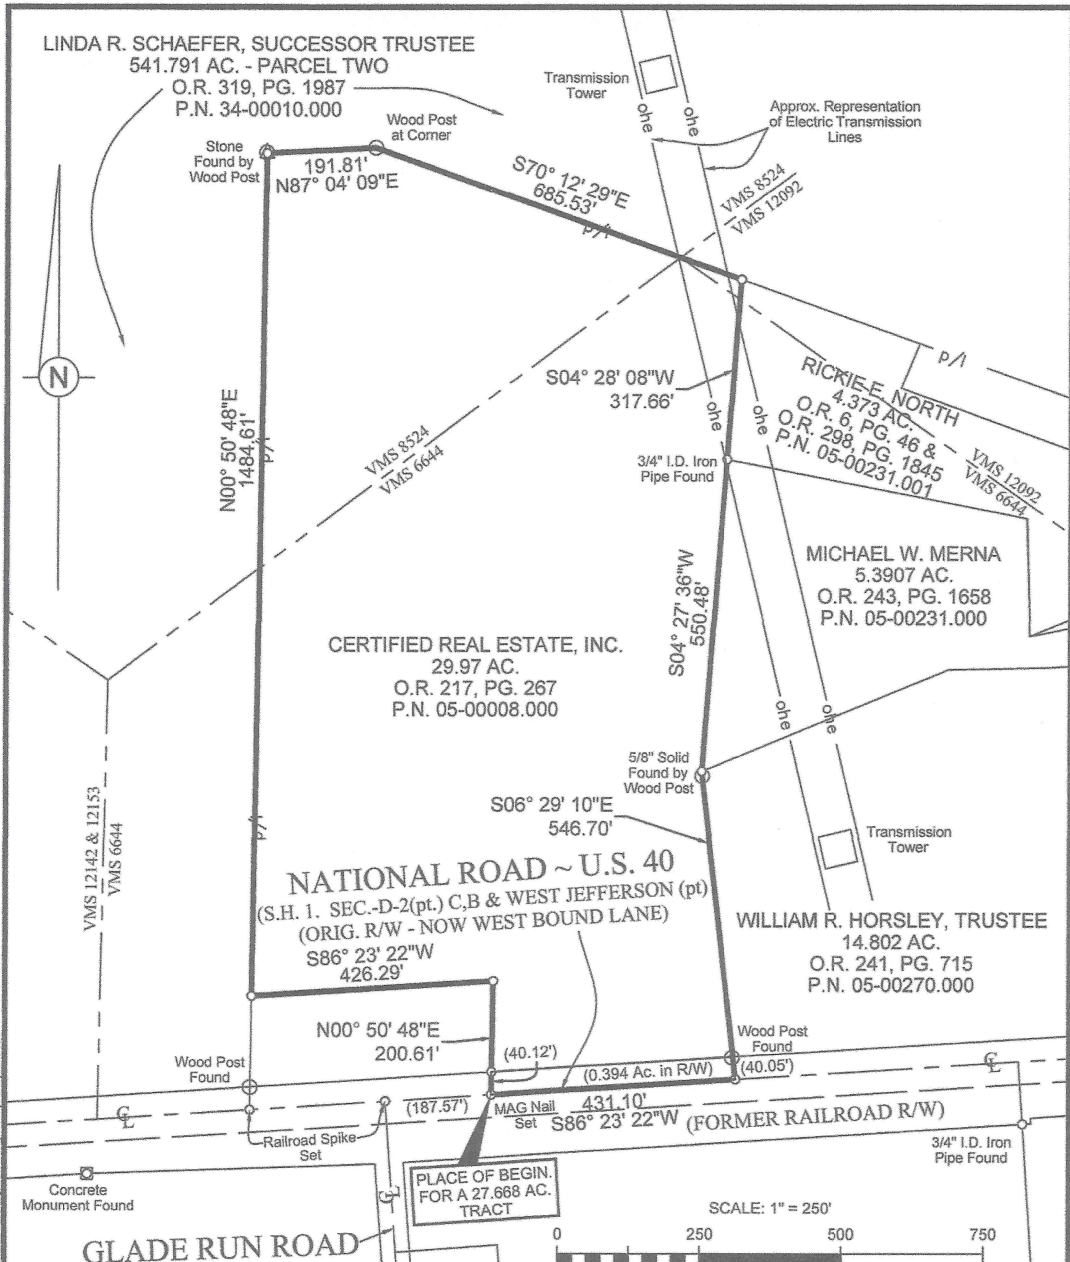 LINDA R. SCHAEFER, SUCCESSOR TRUSTEE
541.791 AC. - PARCEL TWO
O.R. 319, PG. 1987
P.N. 34-00010.000
Transmission
Tower
Approx. Representation
of Electric Transmission
Lines
ohe
ohe
Wood Post
at Corner
Stone
Found by
Wood Post
191.81'
N87° 04' 09"E
S70° 12' 29"E
685.53'
p/l
VMS 8524
VMS 12092
N
N00° 50' 48"E
1484.61'
p/l
VMS 8524
VMS 6644
S04° 28' 08"W
317.66'
ohe
ohe
p/l
RICKIE E. NORTH
4.373 AC.
O.R. 6, PG. 46 &
O.R. 298, PG. 1845
P.N. 05-00231.001
VMS 12092
VMS 6644
3/4" I.D. Iron
Pipe Found
S04° 27' 36"W
550.48'
MICHAEL W. MERNA
5.3907 AC.
O.R. 243, PG. 1658
P.N. 05-00231.000
CERTIFIED REAL ESTATE, INC.
29.97 AC.
O.R. 217, PG. 267
P.N. 05-00008.000
ohe
ohe
5/8" Solid
Found by
Wood Post
S06° 29' 10"E
546.70'
Transmission
Tower
p/l
VMS 12142 & 12153
VMS 6644
NATIONAL ROAD ~ U.S. 40
(S.H. 1. SEC.-D-2(pt.) C,B & WEST JEFFERSON (pt)
(ORIG. R/W - NOW WEST BOUND LANE)
WILLIAM R. HORSLEY, TRUSTEE
14.802 AC.
O.R. 241, PG. 715
P.N. 05-00270.000
S86° 23' 22"W
426.29'
N00° 50' 48"E
200.61'
Wood Post
Found
Wood Post
Found
(40.12')
(0.394 Ac. in R/W)
(40.05')
CL
CL
(187.57')
MAG Nail
Set
431.10'
S86° 23' 22"W
(FORMER RAILROAD R/W)
Railroad Spike
Set
3/4" I.D. Iron
Pipe Found
Concrete
Monument Found
PLACE OF BEGIN.
FOR A 27.668 AC.
TRACT
CL
GLADE RUN ROAD
SCALE: 1" = 250'
0 250 500 750